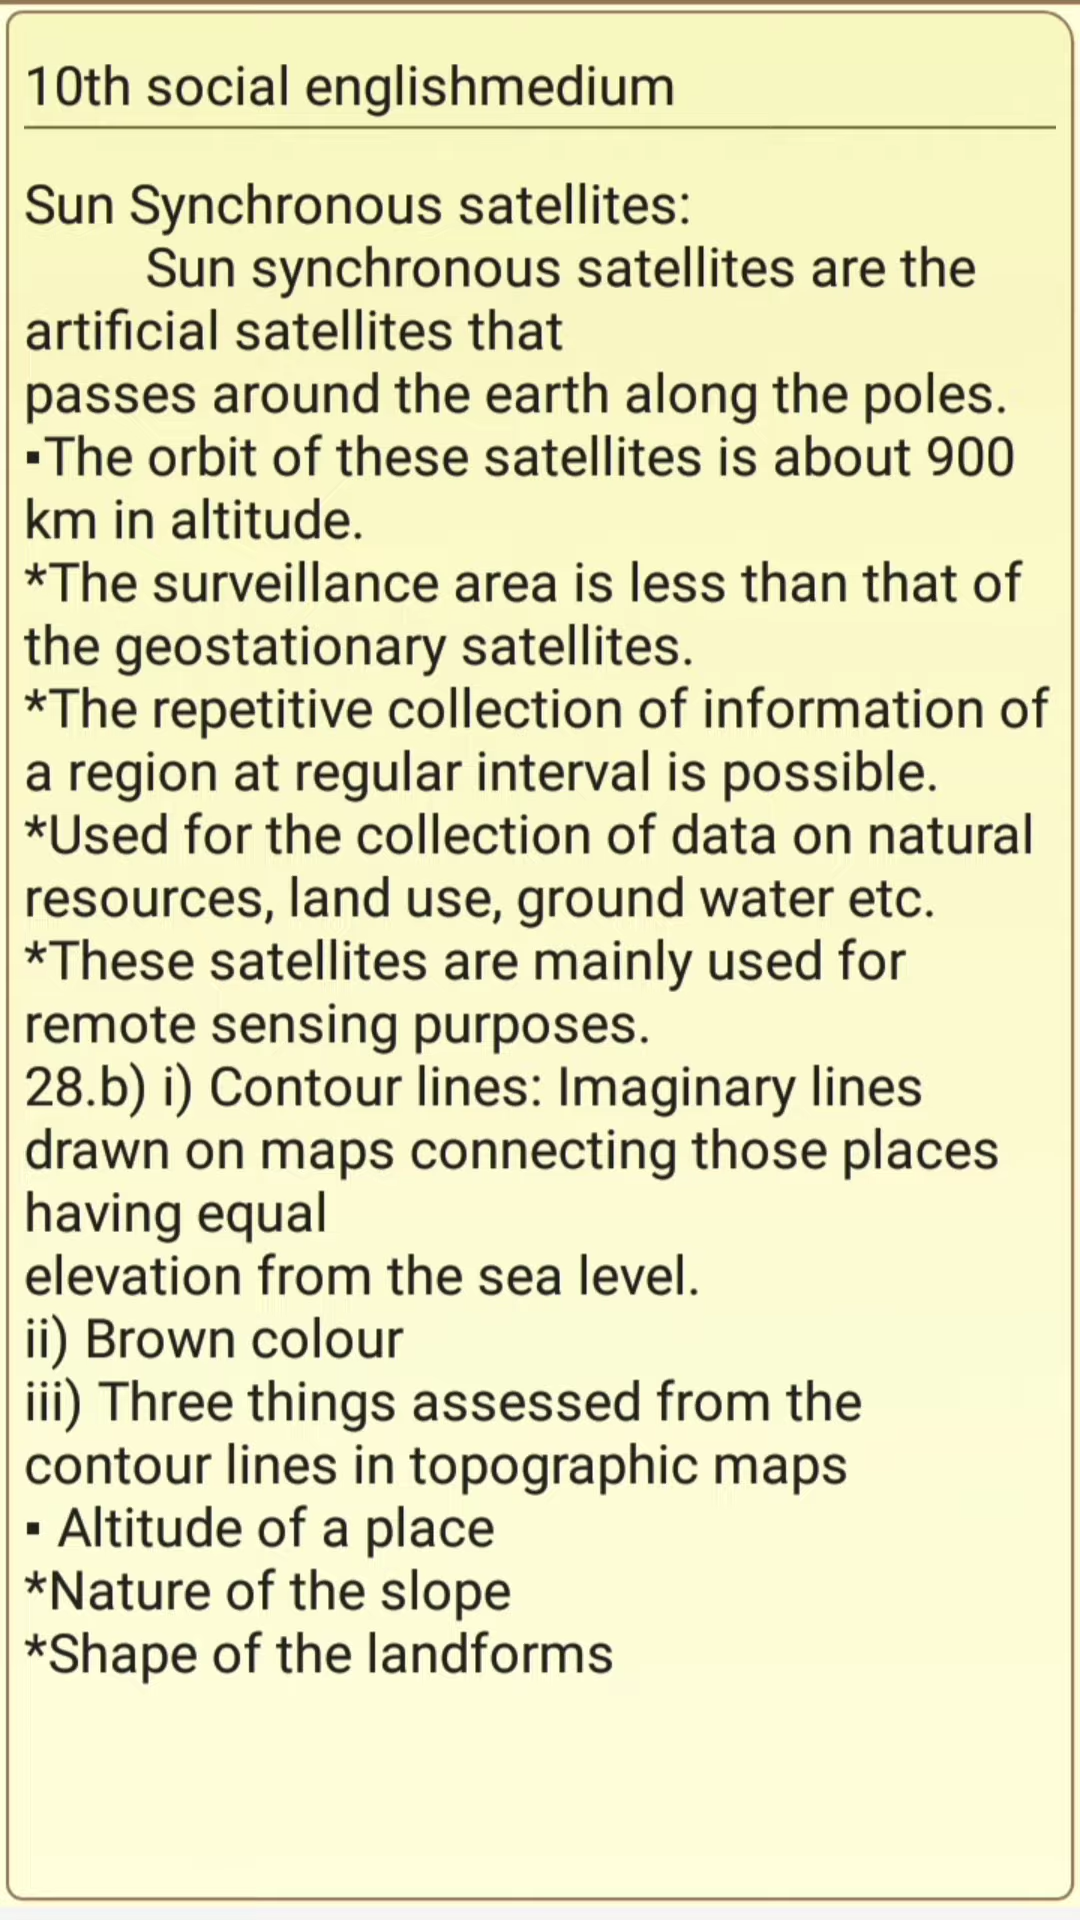 10th social englishmedium
Sun Synchronous satellites:
Sun synchronous satellites are the
artificial satellites that
passes around the earth along the poles.
▪The orbit of these satellites is about 900
km in altitude.
*The surveillance area is less than that of
the geostationary satellites.
*The repetitive collection of information of
a region at regular interval is possible.
*Used for the collection of data on natural
resources, land use, ground water etc.
*These satellites are mainly used for
remote sensing purposes.
28.b) i) Contour lines: Imaginary lines
drawn on maps connecting those places
having equal
elevation from the sea level.
ii) Brown colour
iii) Three things assessed from the
contour lines in topographic maps
▪ Altitude of a place
*Nature of the slope
*Shape of the landforms